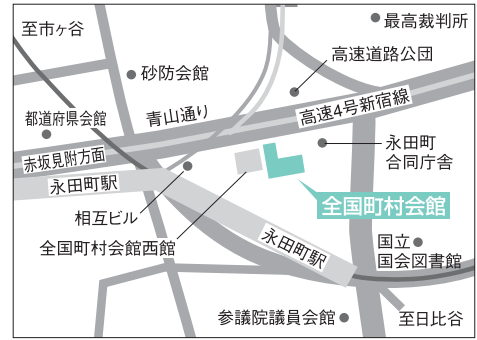 至市ヶ谷
最高裁判所
高速道路公団
砂防会館
青山通り
高速4号新宿線
都道府県会館
赤坂見附方面
永田町
合同庁舎
永田町駅
相互ビル
全国町村会館
全国町村会館西館
永田町駅
国立
国会図書館
参議院議員会館
至日比谷